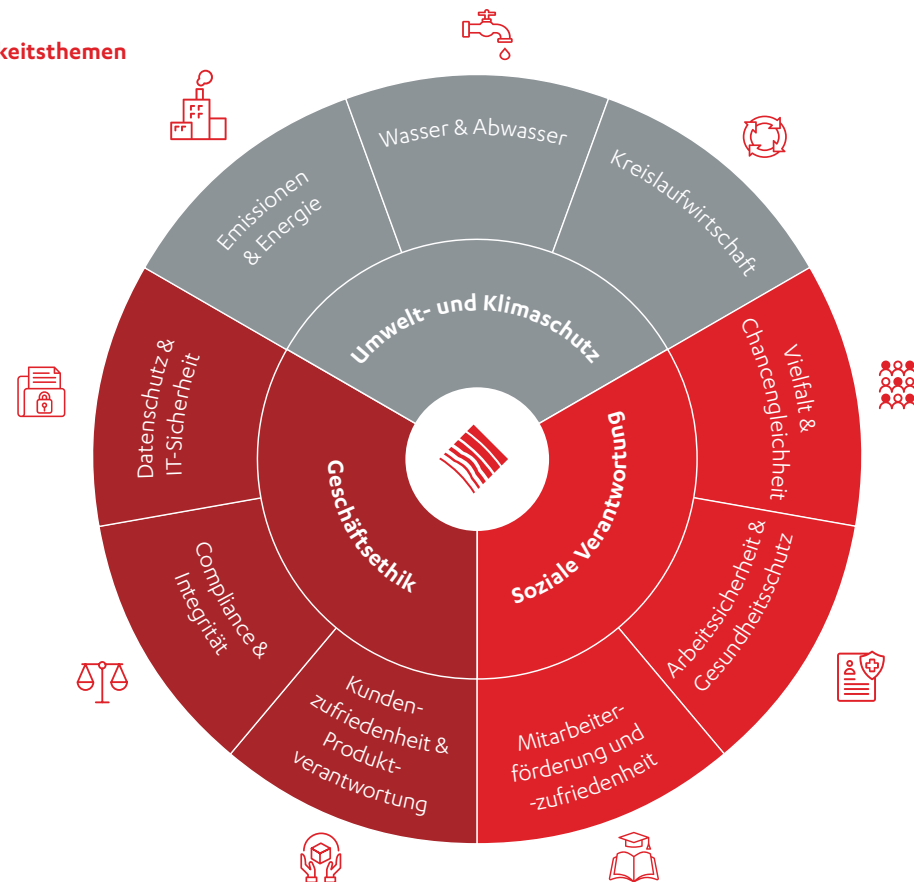 keitsthemen
Wasser & Abwasser
Kreislaufwirtschaft
Emissionen
& Energie
Umwelt- und Klimaschutz
Vielfalt &
Chancengleichheit
Arbeitssicherheit &
Gesundheitsschutz
Mitarbeiter-
förderung und
-zufriedenheit
Soziale Verantwortung
Datenschutz &
IT-Sicherheit
Compliance &
Integrität
Kunden-
zufriedenheit &
Produkt-
verantwortung
Geschäftsethik